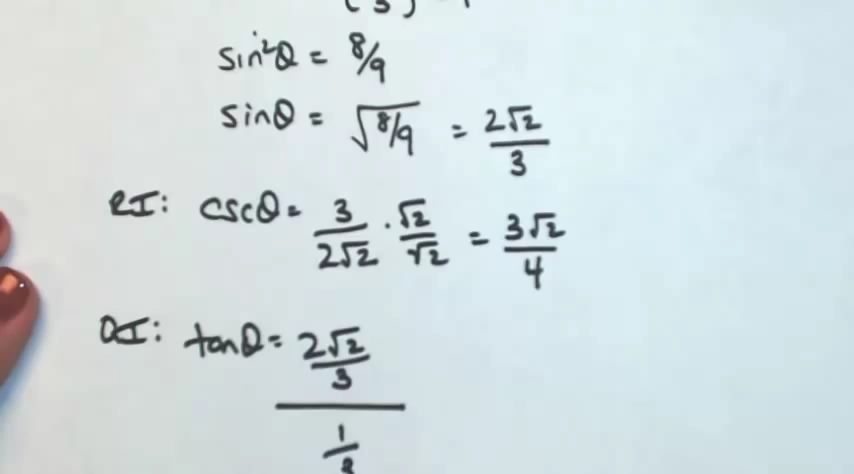 sin²θ = 8/9
sinθ = √8/9 = 2√2/3
RI: cscθ = 3/2√2 · √2/√2 = 3√2/4
QI: tanθ = 2√2/3
1/3